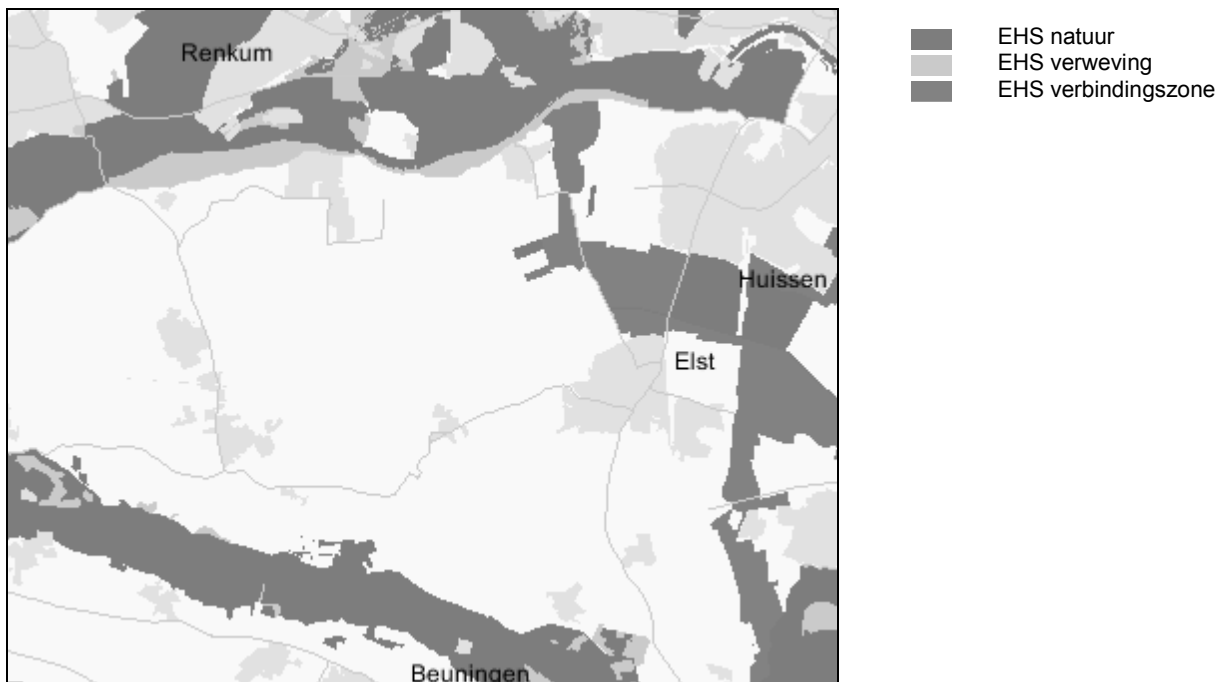 Renkum
Huissen
Elst
Beuningen
EHS natuur
EHS verweving
EHS verbindingszone